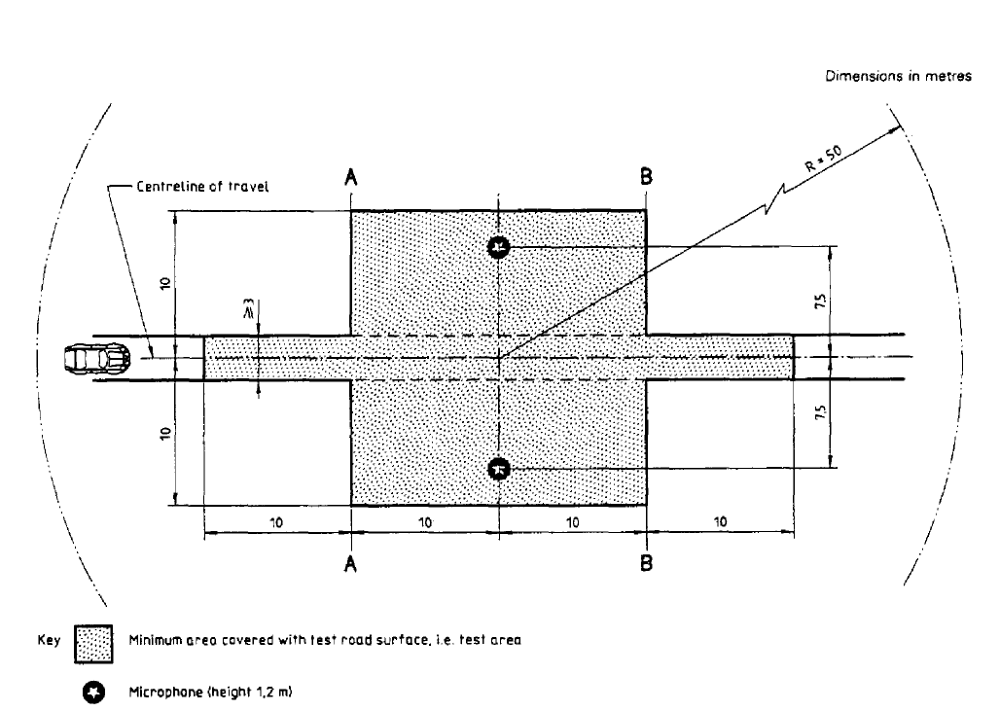 Dimensions in metres
R = 50
A
B
Centreline of travel
10
≥3
7,5
10
7,5
10
10
10
10
A
B
Key
Minimum area covered with test road surface, i.e. test area
Microphone (height 1,2 m)